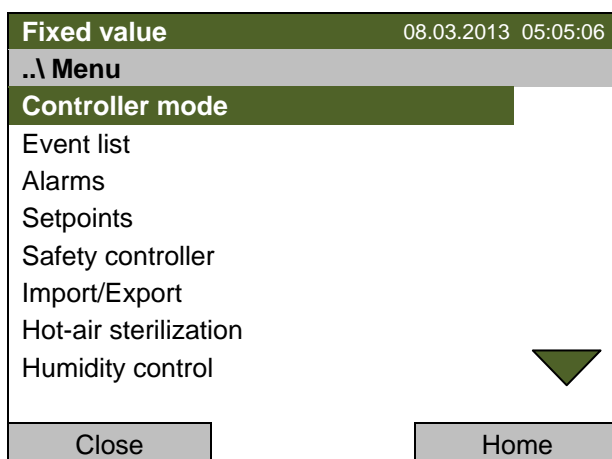 Fixed value 08.03.2013 05:05:06
..\ Menu
Controller mode
Event list
Alarms
Setpoints
Safety controller
Import/Export
Hot-air sterilization
Humidity control
Close Home